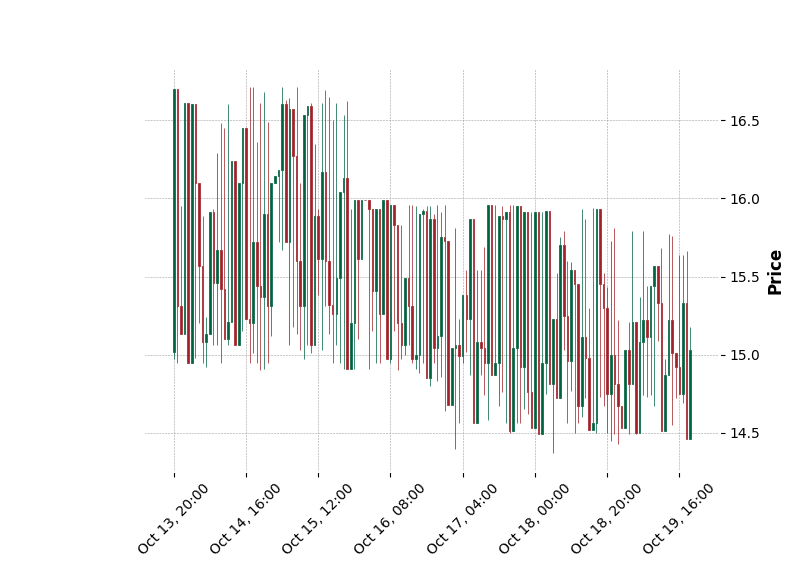 16.5
16.0
15.5
15.0
14.5
Price
Oct 13, 20:00
Oct 14, 16:00
Oct 15, 12:00
Oct 16, 08:00
Oct 17, 04:00
Oct 18, 00:00
Oct 18, 20:00
Oct 19, 16:00